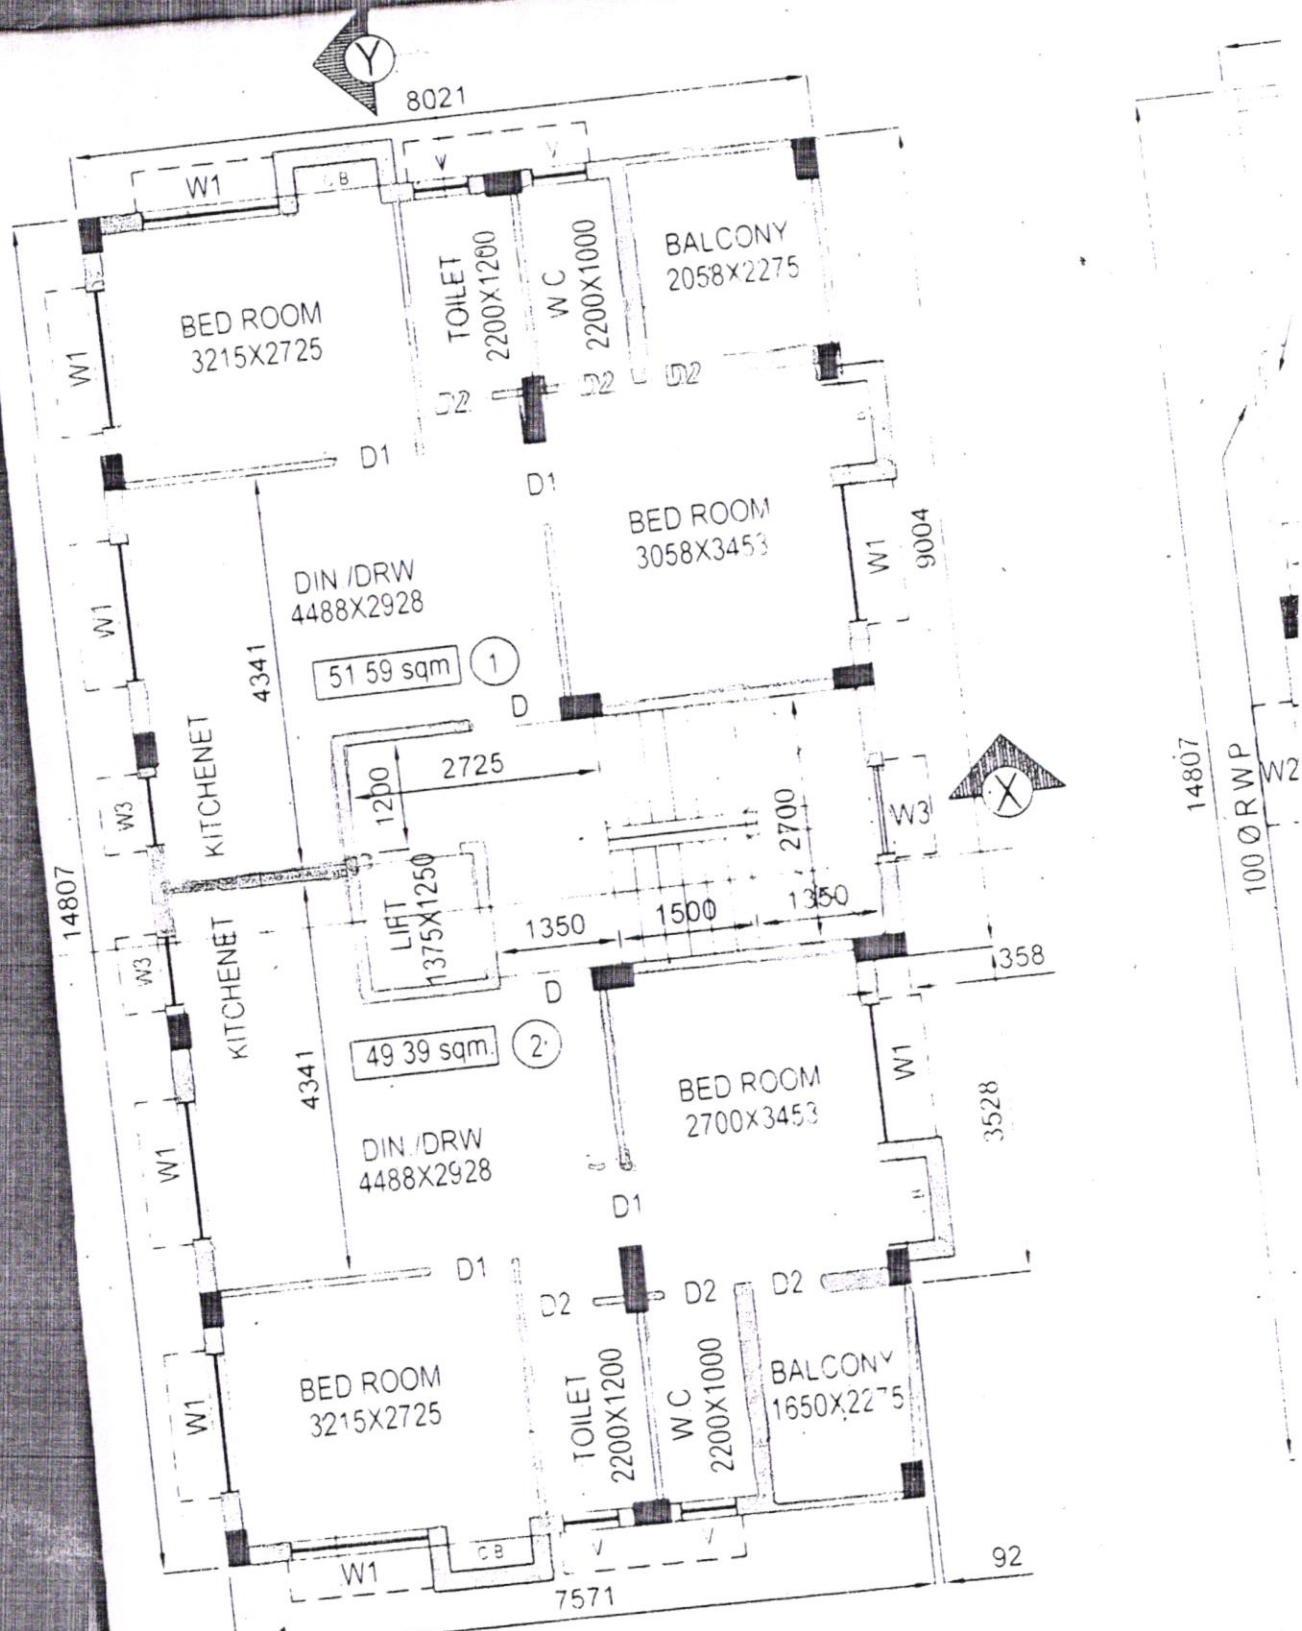 Y
8021
W1
C B
V
V
BED ROOM
3215X2725
TOILET
2200X1200
W C
2200X1000
BALCONY
2058X2275
W1
D2
D2
D2
D1
D1
BED ROOM
3058X3453
W1
9004
DIN /DRW
4488X2928
W1
51 59 sqm
1
4341
D
KITCHENET
2725
1200
2700
W3
W3
X
14807
100 Ø R W P
W2
14807
LIFT
1375X1250
1350
1500
1350
358
W3
KITCHENET
D
49 39 sqm.
2
4341
BED ROOM
2700X3453
W1
3528
DIN /DRW
4488X2928
W1
D1
D1
D2
D2
D2
BED ROOM
3215X2725
TOILET
2200X1200
W.C
2200X1000
BALCONY
1650X2275
W1
W1
C B
V
V
7571
92